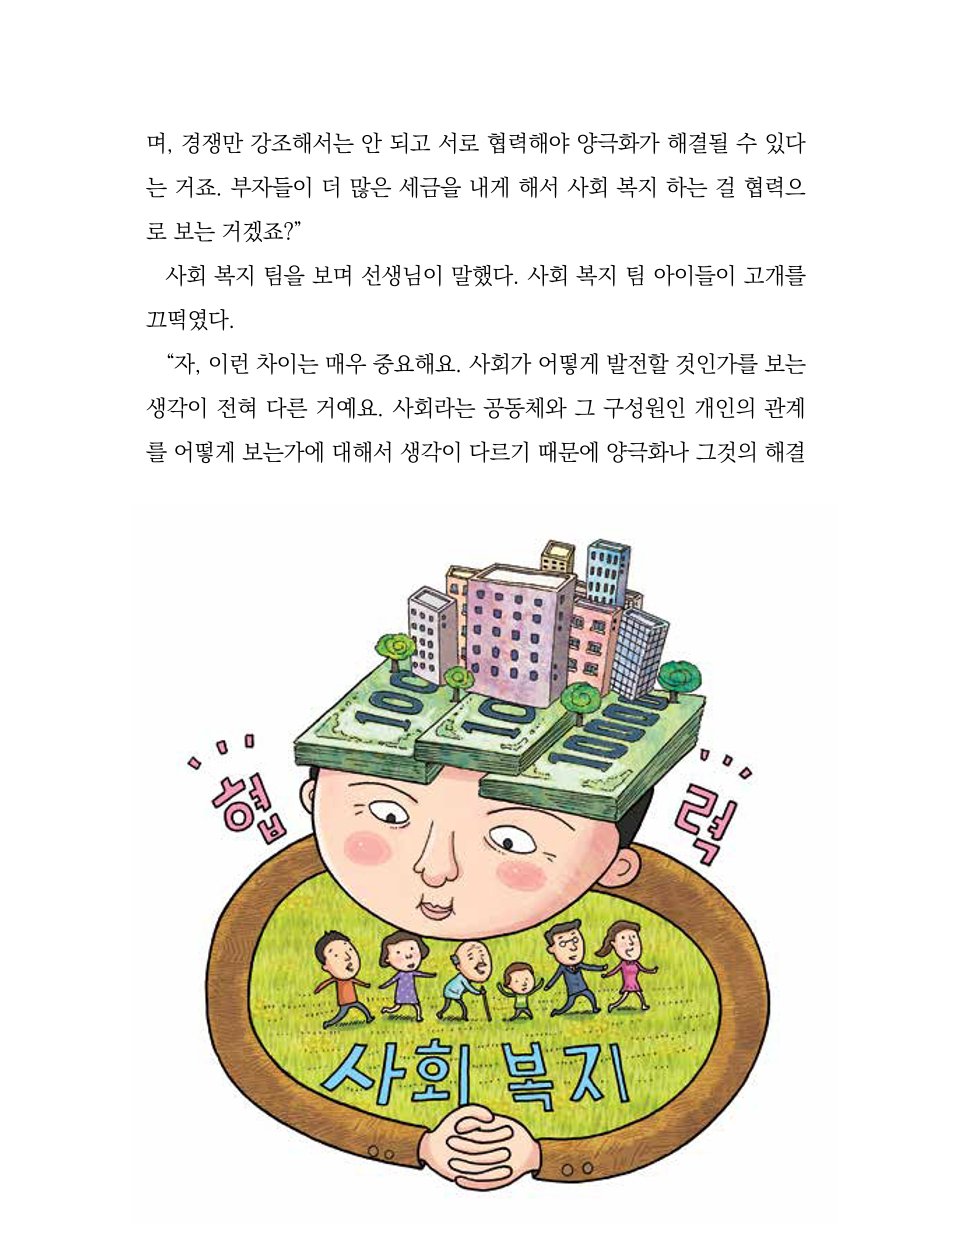 며, 경쟁만 강조해서는 안 되고 서로 협력해야 양극화가 해결될 수 있다
는 거죠. 부자들이 더 많은 세금을 내게 해서 사회 복지 하는 걸 협력으
로 보는 거겠죠?”
사회 복지 팀을 보며 선생님이 말했다. 사회 복지 팀 아이들이 고개를
끄떡였다.
“자, 이런 차이는 매우 중요해요. 사회가 어떻게 발전할 것인가를 보는
생각이 전혀 다른 거예요. 사회라는 공동체와 그 구성원인 개인의 관계
를 어떻게 보는가에 대해서 생각이 다르기 때문에 양극화나 그것의 해결
100
10
10000
협
력
사회 복지